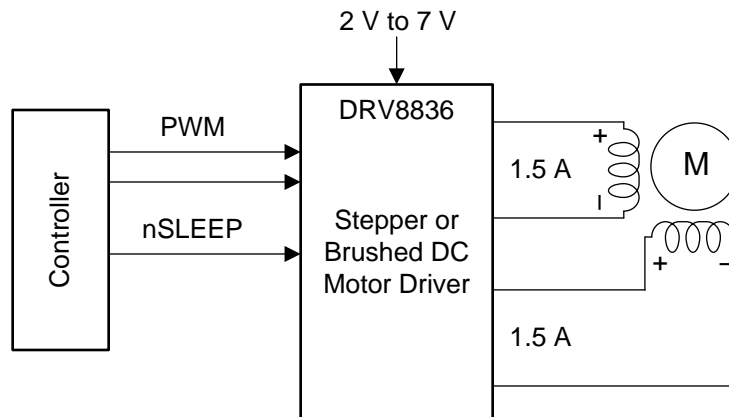 2 V to 7 V
DRV8836
PWM
Controller
nSLEEP
Stepper or
Brushed DC
Motor Driver
+
1.5 A
–
M
+
–
1.5 A